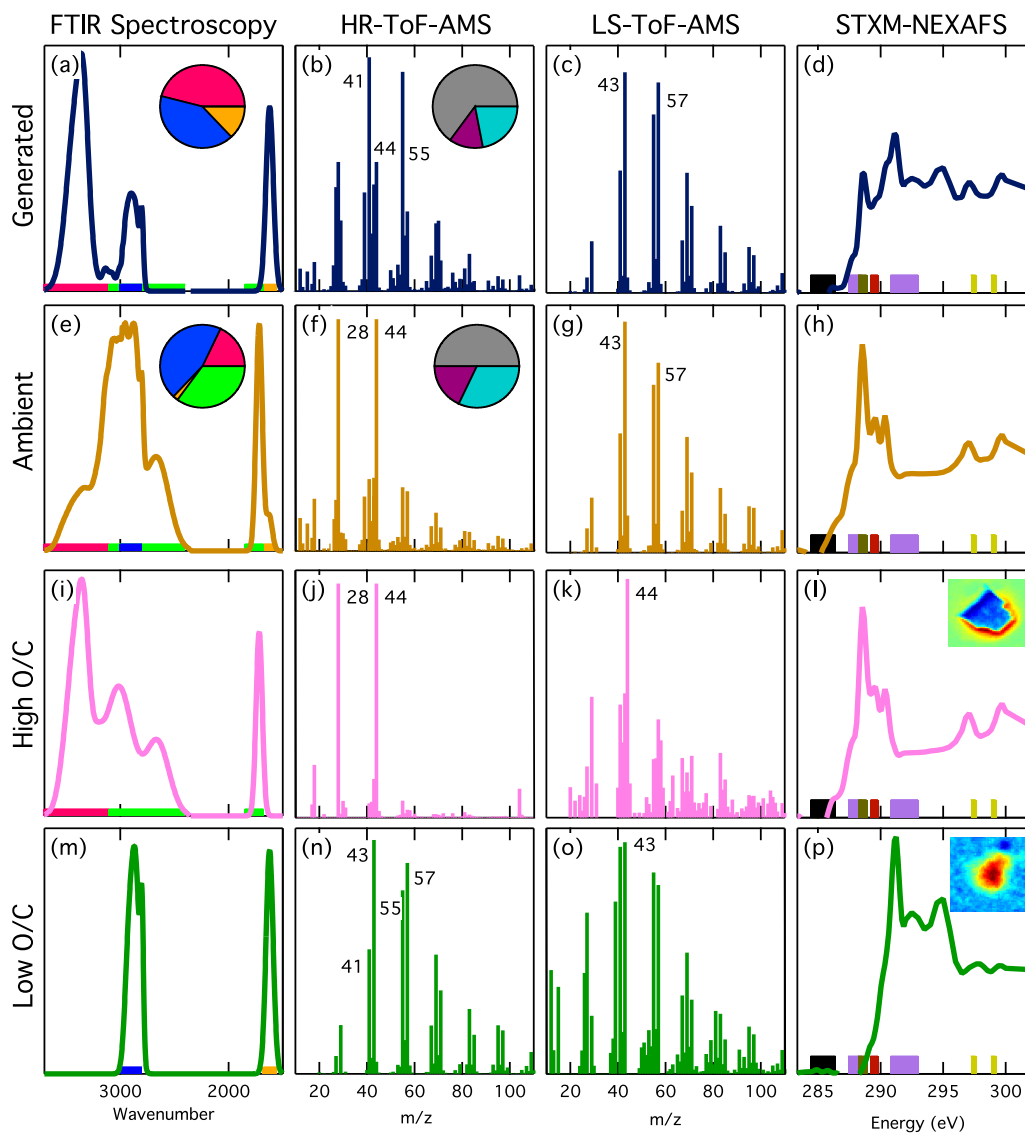 FTIR Spectroscopy HR-ToF-AMS LS-ToF-AMS STXM-NEXAFS
Generated
(a) (b) (c) (d)
41 44 55
43 57
Ambient
(e) (f) (g) (h)
28 44
43 57
High O/C
(i) (j) (k) (l)
28 44
44
Low O/C
(m) (n) (o) (p)
43 57 55 41
43
3000 2000
20 40 60 80 100
20 40 60 80 100
285 290 295 300
Wavenumber m/z m/z Energy (eV)